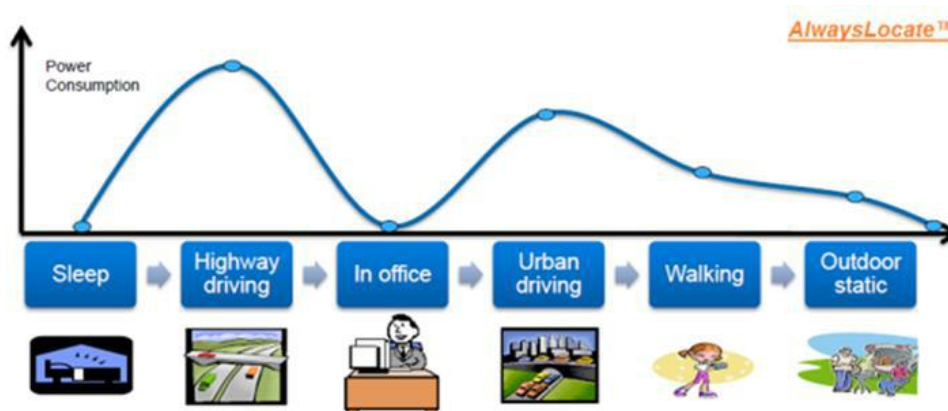 AlwaysLocate™
Power
Consumption
Sleep
Highway
driving
In office
Urban
driving
Walking
Outdoor
static